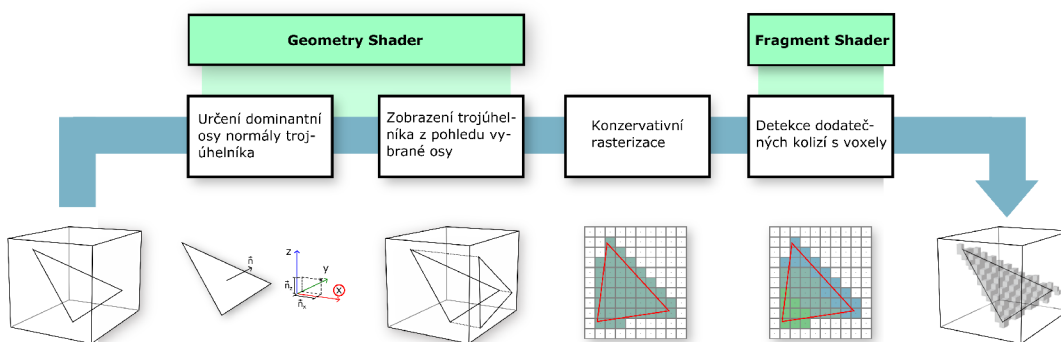 Geometry Shader
Fragment Shader
Určení dominantní
osy normály troj-
úhelníka
Zobrazení trojúhel-
níka z pohledu vy-
brané osy
Konzervativní
rasterizace
Detekce dodateč-
ných kolizí s voxely
n̂
z
y
x
n̂z
n̂x